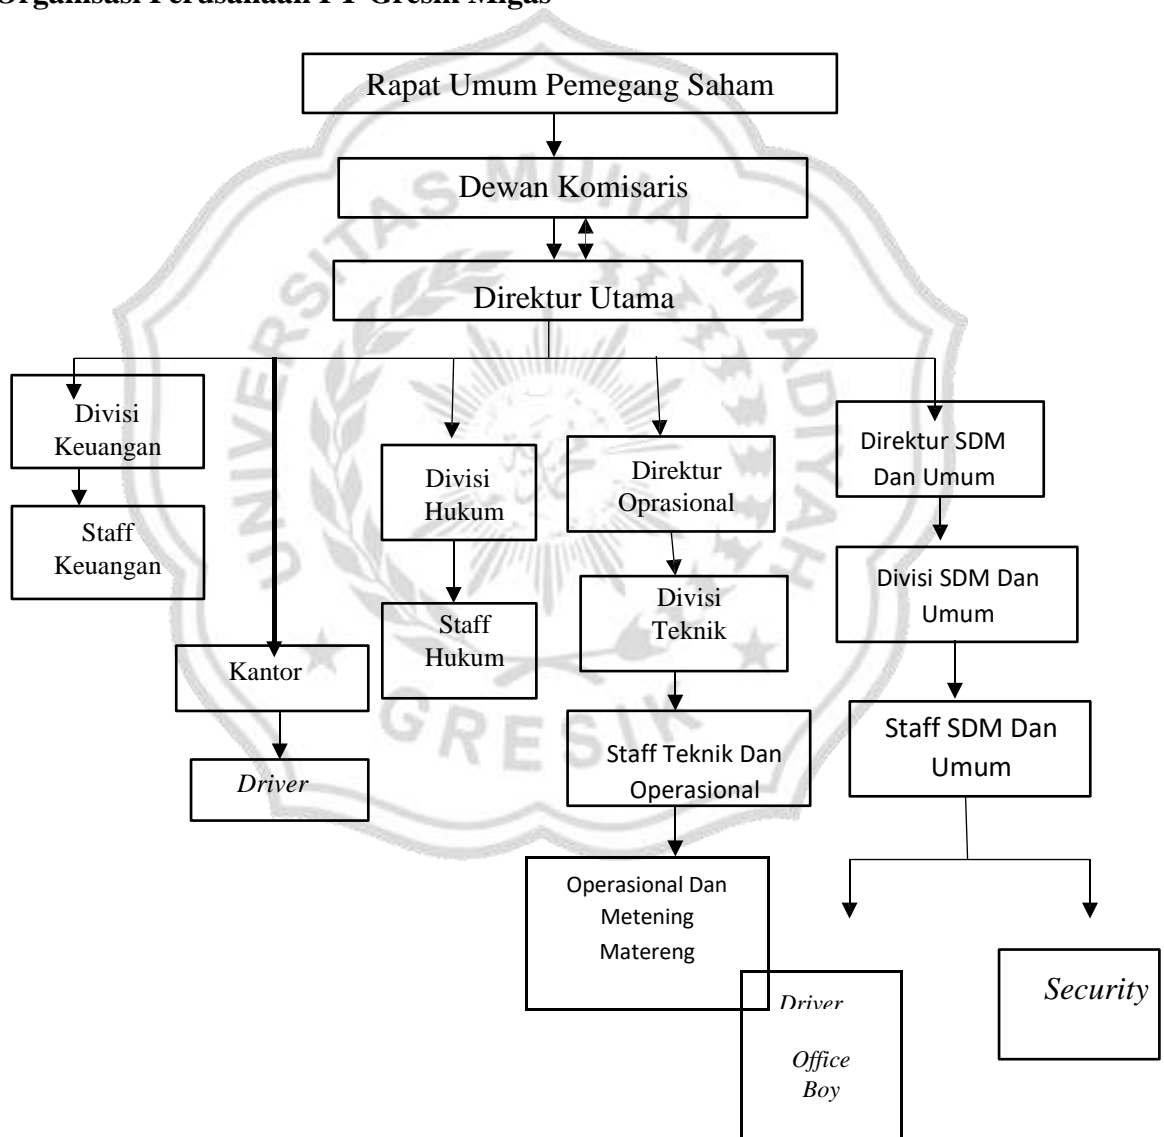 Organisasi Perusahaan PT Gresik Migas
Rapat Umum Pemegang Saham
Dewan Komisaris
Direktur Utama
Divisi
Keuangan
Staff
Keuangan
Kantor
Driver
Divisi
Hukum
Staff
Hukum
Direktur
Oprasional
Divisi
Teknik
Staff Teknik Dan
Operasional
Operasional Dan
Metening
Matereng
Direktur SDM
Dan Umum
Divisi SDM Dan
Umum
Staff SDM Dan
Umum
Driver
Office
Boy
Security
UNIVERSITAS MUHAMMADIYAH
GRESIK